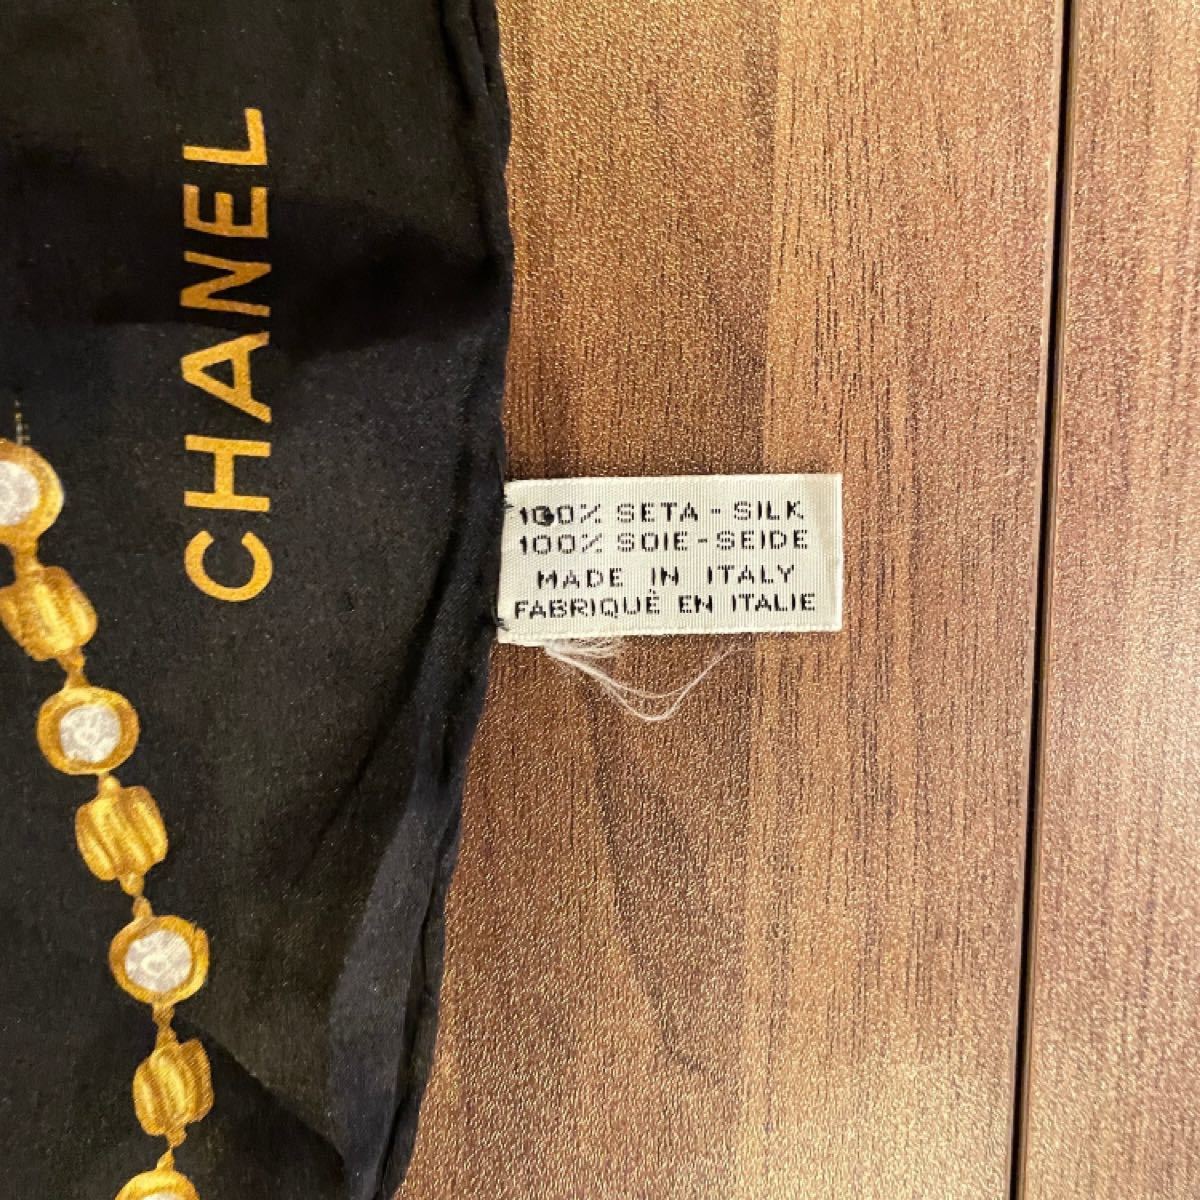 CHANEL
100% SETA - SILK
100% SOIE - SEIDE
MADE IN ITALY
FABRIQUÈ EN ITALIE